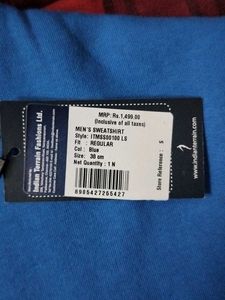 MRP: Rs.1,499.00
(Inclusive of all taxes)
MEN'S SWEATSHIRT
Style: ITMSS00100 LS
Fit : REGULAR
Col : Blue
Size: 38 cm
Net Quantity : 1 N
8905427265427
Indian Terrain Fashions Ltd.
Store Reference : S
www.indianterrain.com